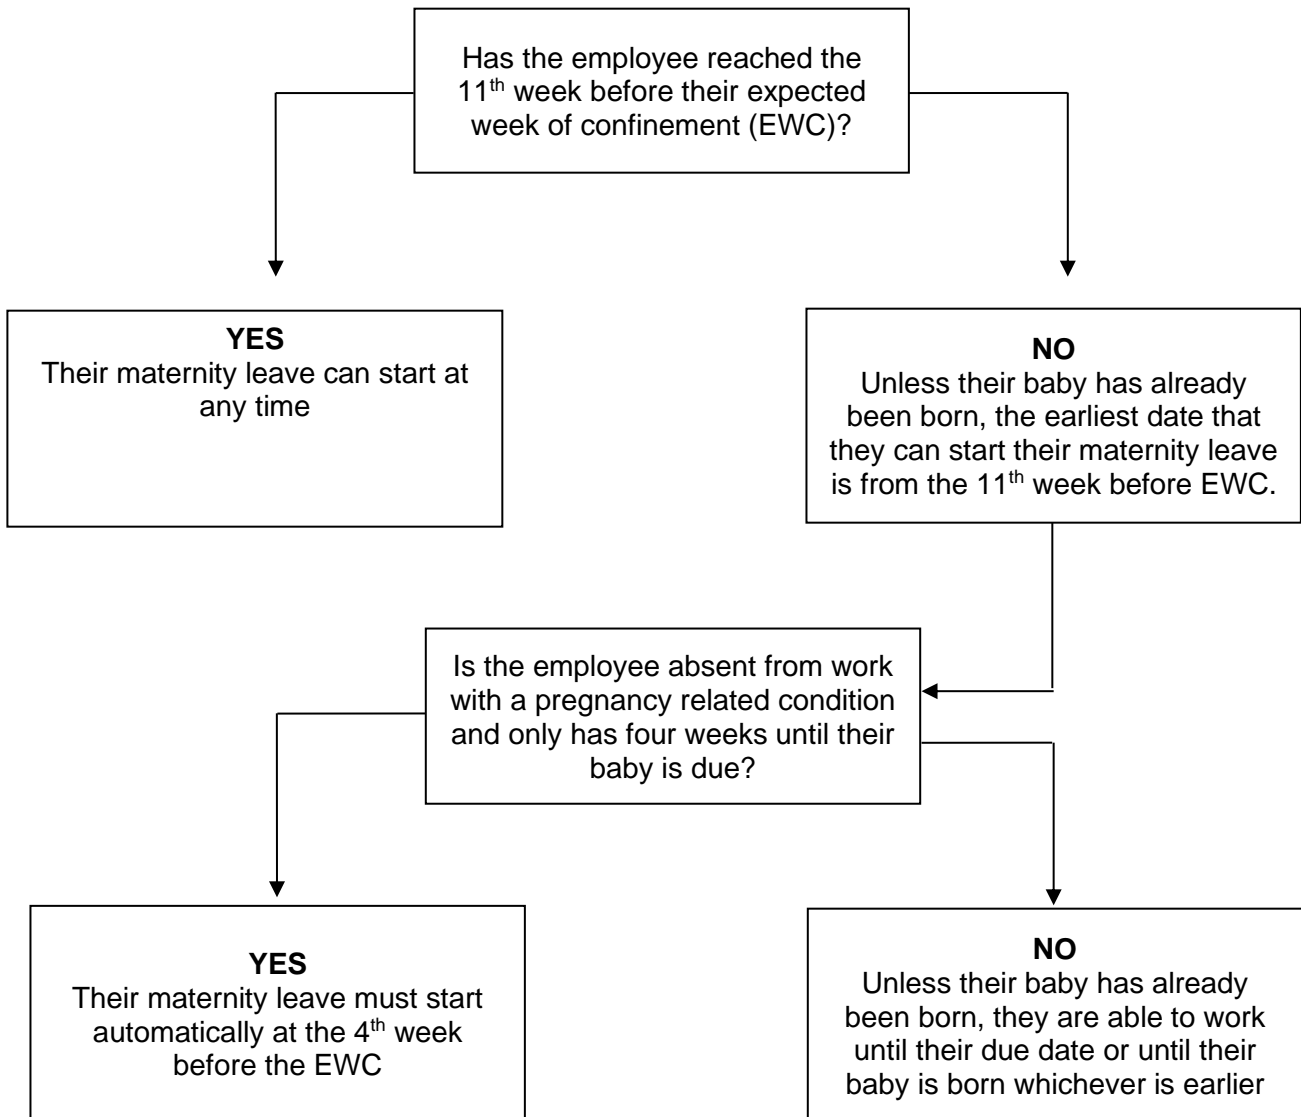 Has the employee reached the
11th week before their expected
week of confinement (EWC)?
YES
Their maternity leave can start at
any time
NO
Unless their baby has already
been born, the earliest date that
they can start their maternity leave
is from the 11th week before EWC.
Is the employee absent from work
with a pregnancy related condition
and only has four weeks until their
baby is due?
YES
Their maternity leave must start
automatically at the 4th week
before the EWC
NO
Unless their baby has already
been born, they are able to work
until their due date or until their
baby is born whichever is earlier